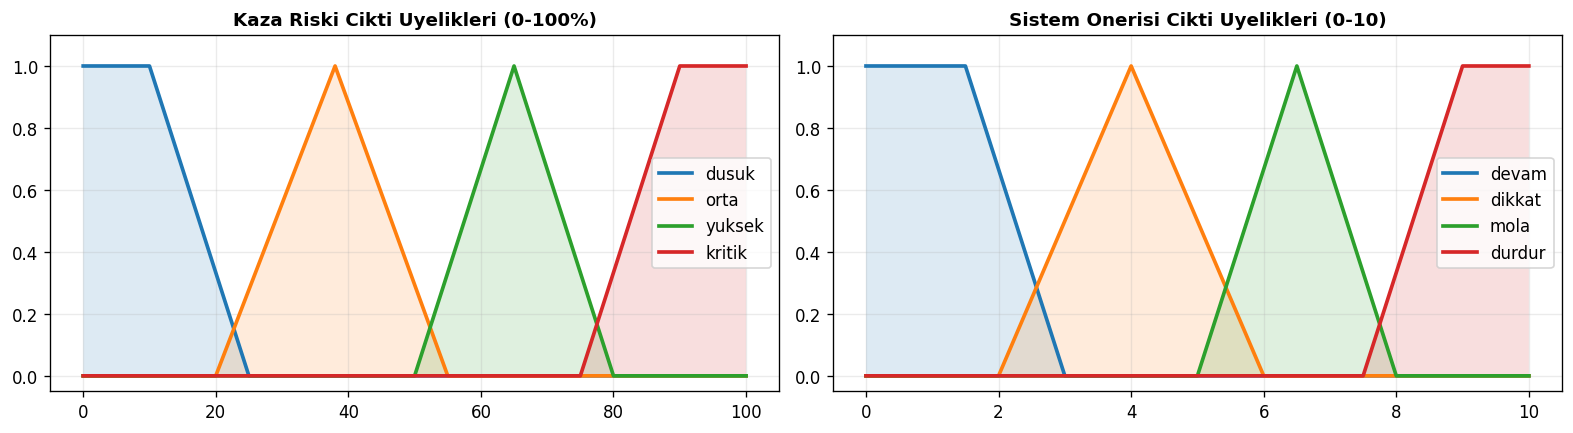 Kaza Riski Cikti Uyelikleri (0-100%)
1.0
0.8
0.6
0.4
0.2
0.0
0 20 40 60 80 100
dusuk
orta
yuksek
kritik
Sistem Onerisi Cikti Uyelikleri (0-10)
1.0
0.8
0.6
0.4
0.2
0.0
0 2 4 6 8 10
devam
dikkat
mola
durdur